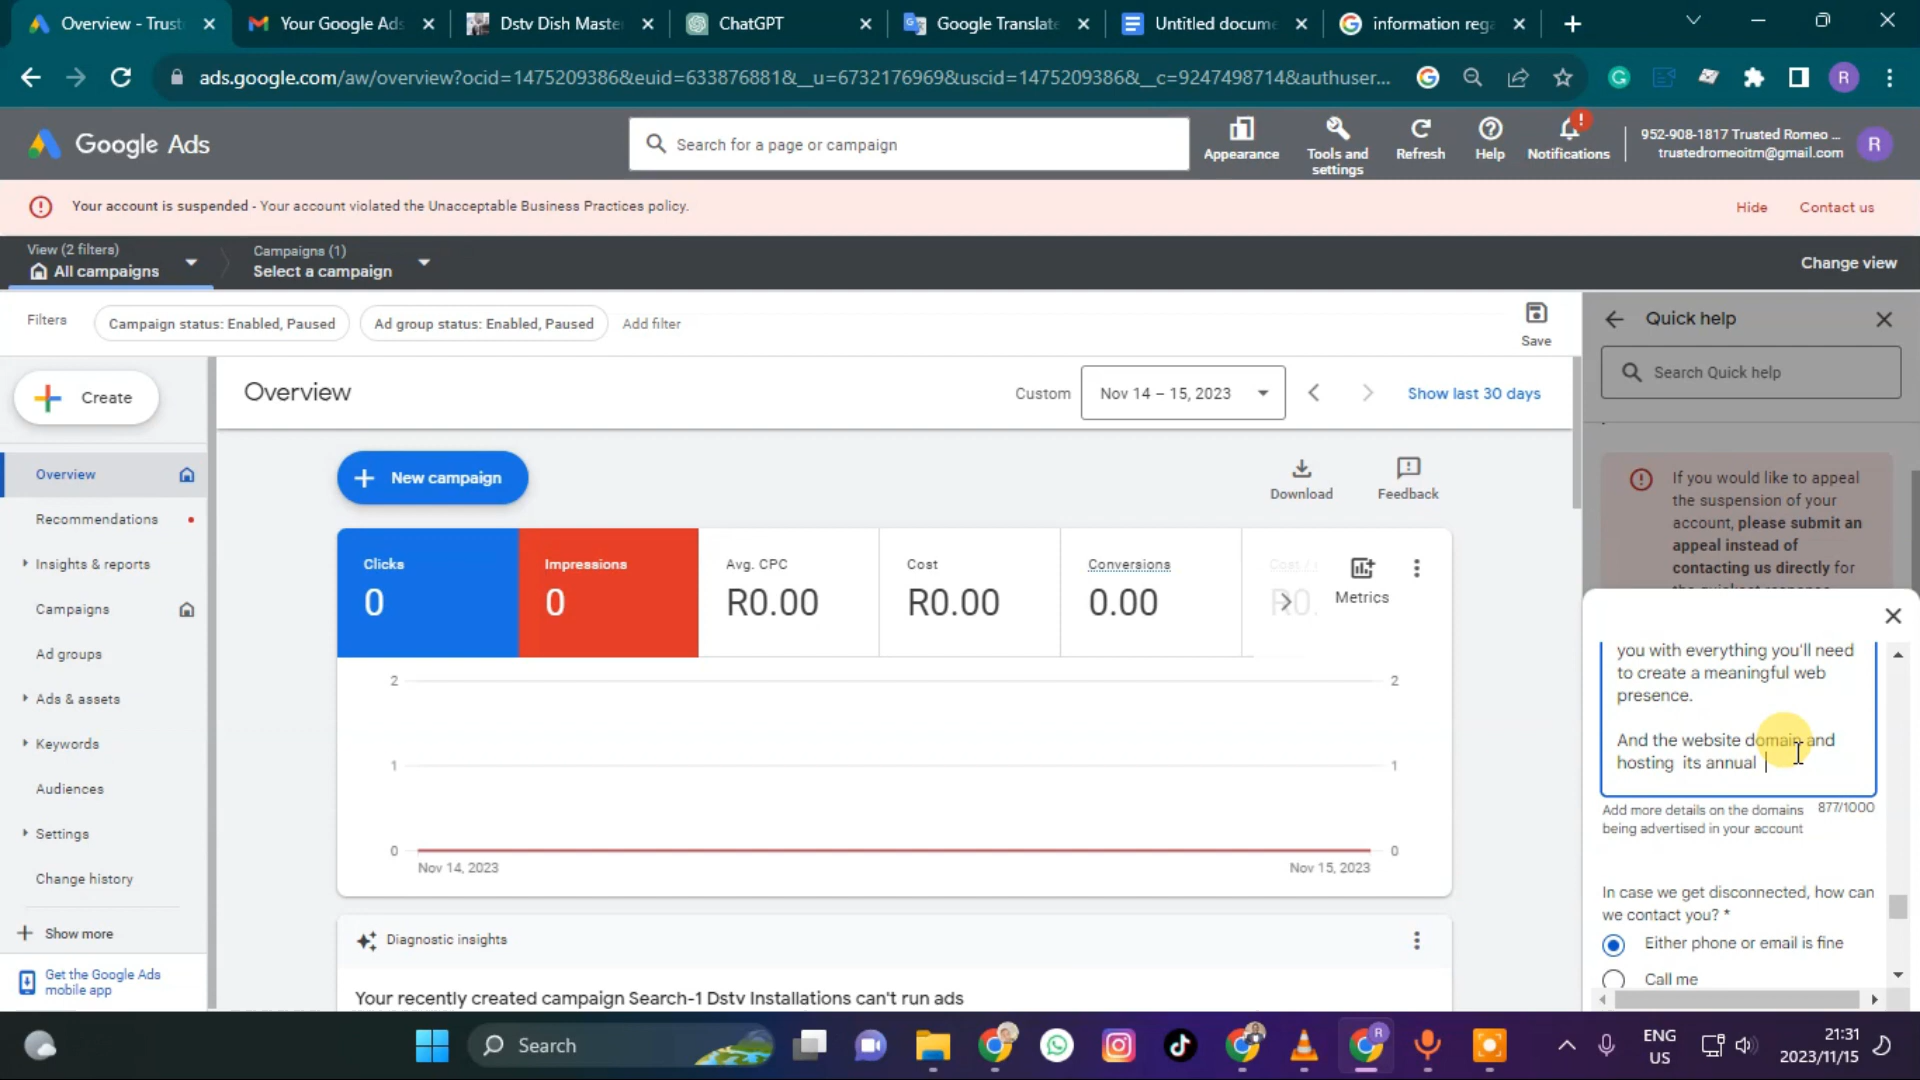 Overview - Trust
Your Google Ads
Dstv Dish Master
ChatGPT
Google Translate
Untitled docume
information rega
ads.google.com/aw/overview?ocid=1475209386&euid=633876881&__u=6732176969&uscid=1475209386&__c=9247498714&authuser...
R
Google Ads
Search for a page or campaign
Appearance
Tools and
settings
Refresh
Help
Notifications
952-908-1817 Trusted Romeo ...
trustedromeoitm@gmail.com
R
Your account is suspended - Your account violated the Unacceptable Business Practices policy.
Hide
Contact us
View (2 filters)
All campaigns
Campaigns (1)
Select a campaign
Change view
Filters
Campaign status: Enabled, Paused
Ad group status: Enabled, Paused
Add filter
Save
Quick help
Search Quick help
Create
Overview
Custom
Nov 14 – 15, 2023
Show last 30 days
Overview
Recommendations
Insights & reports
Campaigns
Ad groups
Ads & assets
Keywords
Audiences
Settings
Change history
Show more
Get the Google Ads
mobile app
New campaign
Download
Feedback
Clicks
0
Impressions
0
Avg. CPC
R0.00
Cost
R0.00
Conversions
0.00
Cost /
R0.
Metrics
2
2
1
1
0
0
Nov 14, 2023
Nov 15, 2023
Diagnostic insights
Your recently created campaign Search-1 Dstv Installations can't run ads
If you would like to appeal
the suspension of your
account, please submit an
appeal instead of
contacting us directly for
the quickest response
you with everything you'll need
to create a meaningful web
presence.
And the website domain and
hosting its annual
Add more details on the domains
being advertised in your account
877/1000
In case we get disconnected, how can
we contact you? *
Either phone or email is fine
Call me
Search
R
ENG
US
21:31
2023/11/15